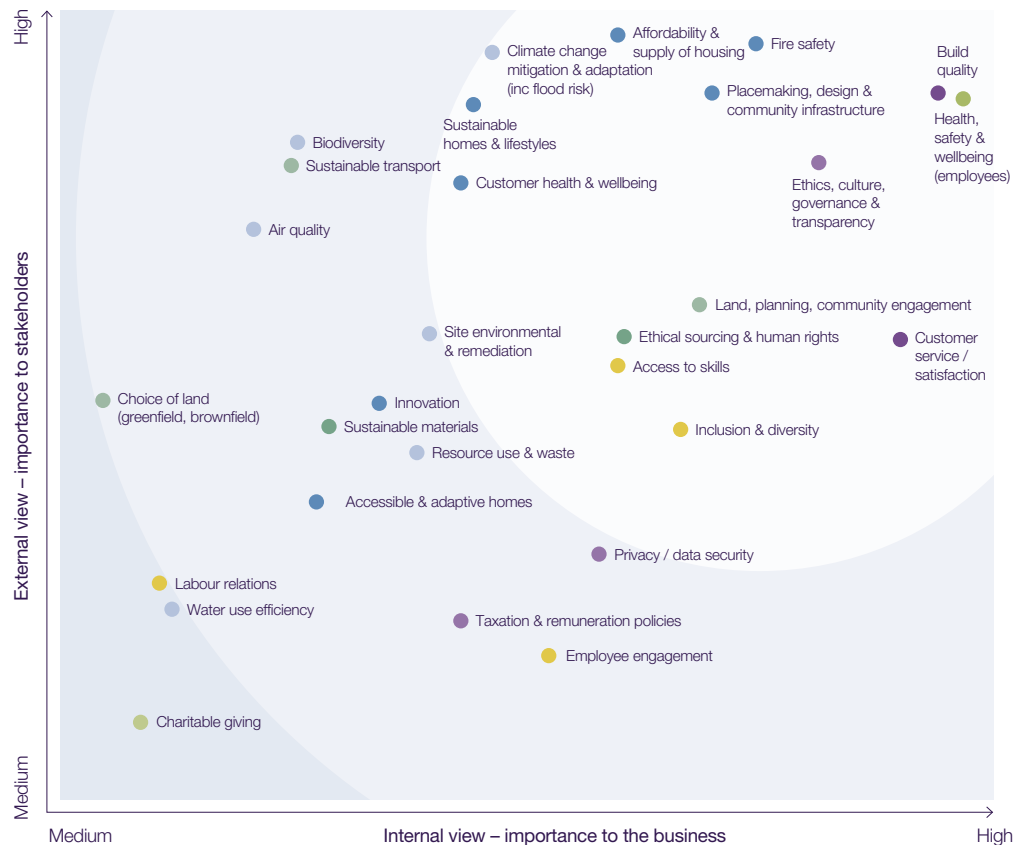 High
Affordability &
supply of housing
Fire safety
Climate change
mitigation & adaptation
(inc flood risk)
Build
quality
Placemaking, design &
community infrastructure
Sustainable
homes & lifestyles
Health,
safety &
wellbeing
(employees)
Biodiversity
Sustainable transport
Customer health & wellbeing
Ethics, culture,
governance &
transparency
Air quality
Land, planning, community engagement
Site environmental
& remediation
Ethical sourcing & human rights
Customer
service /
satisfaction
Access to skills
Choice of land
(greenfield, brownfield)
Innovation
Sustainable materials
Inclusion & diversity
Resource use & waste
Accessible & adaptive homes
Privacy / data security
Labour relations
Water use efficiency
Taxation & remuneration policies
Employee engagement
Charitable giving
External view – importance to stakeholders
Medium
Medium
Internal view – importance to the business
High